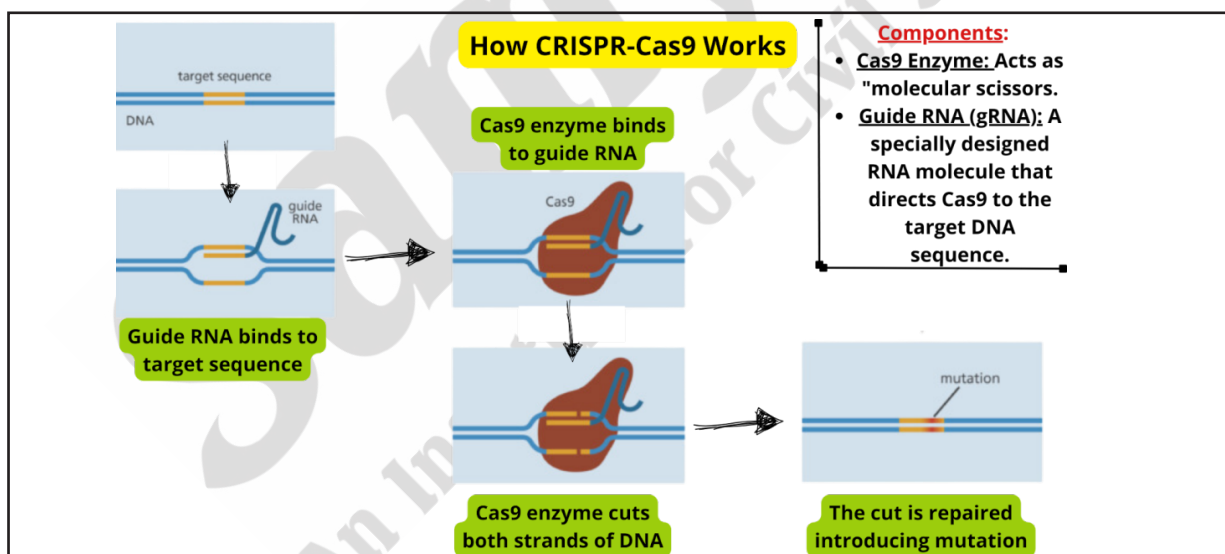 How CRISPR-Cas9 Works
target sequence
DNA
guide
RNA
Guide RNA binds to
target sequence
Cas9 enzyme binds
to guide RNA
Cas9
Cas9 enzyme cuts
both strands of DNA
mutation
The cut is repaired
introducing mutation
Components:
• Cas9 Enzyme: Acts as
"molecular scissors.
• Guide RNA (gRNA): A
specially designed
RNA molecule that
directs Cas9 to the
target DNA
sequence.